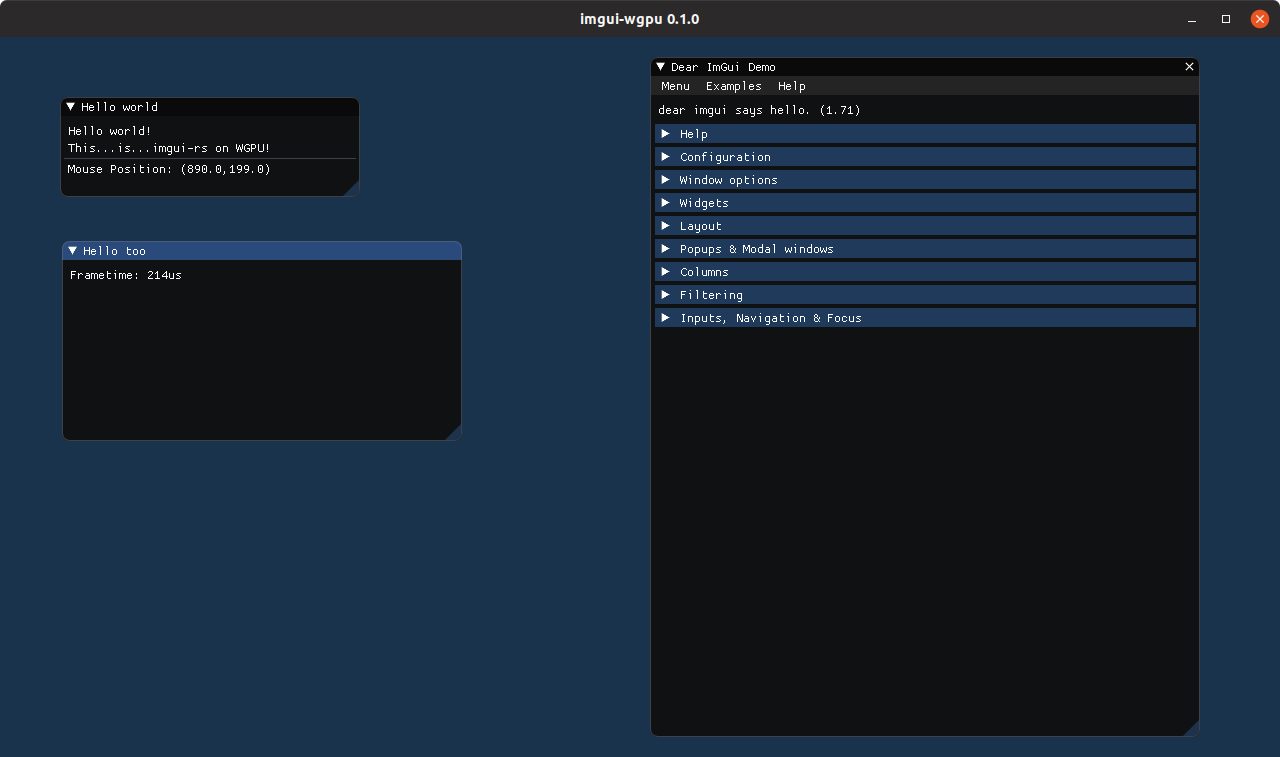 imgui-wgpu 0.1.0
Hello world
Hello world!
This...is...imgui-rs on WGPU!
Mouse Position: (890.0,199.0)
Hello too
Frametime: 214us
Dear ImGui Demo
Menu Examples Help
dear imgui says hello. (1.71)
Help
Configuration
Window options
Widgets
Layout
Popups & Modal windows
Columns
Filtering
Inputs, Navigation & Focus